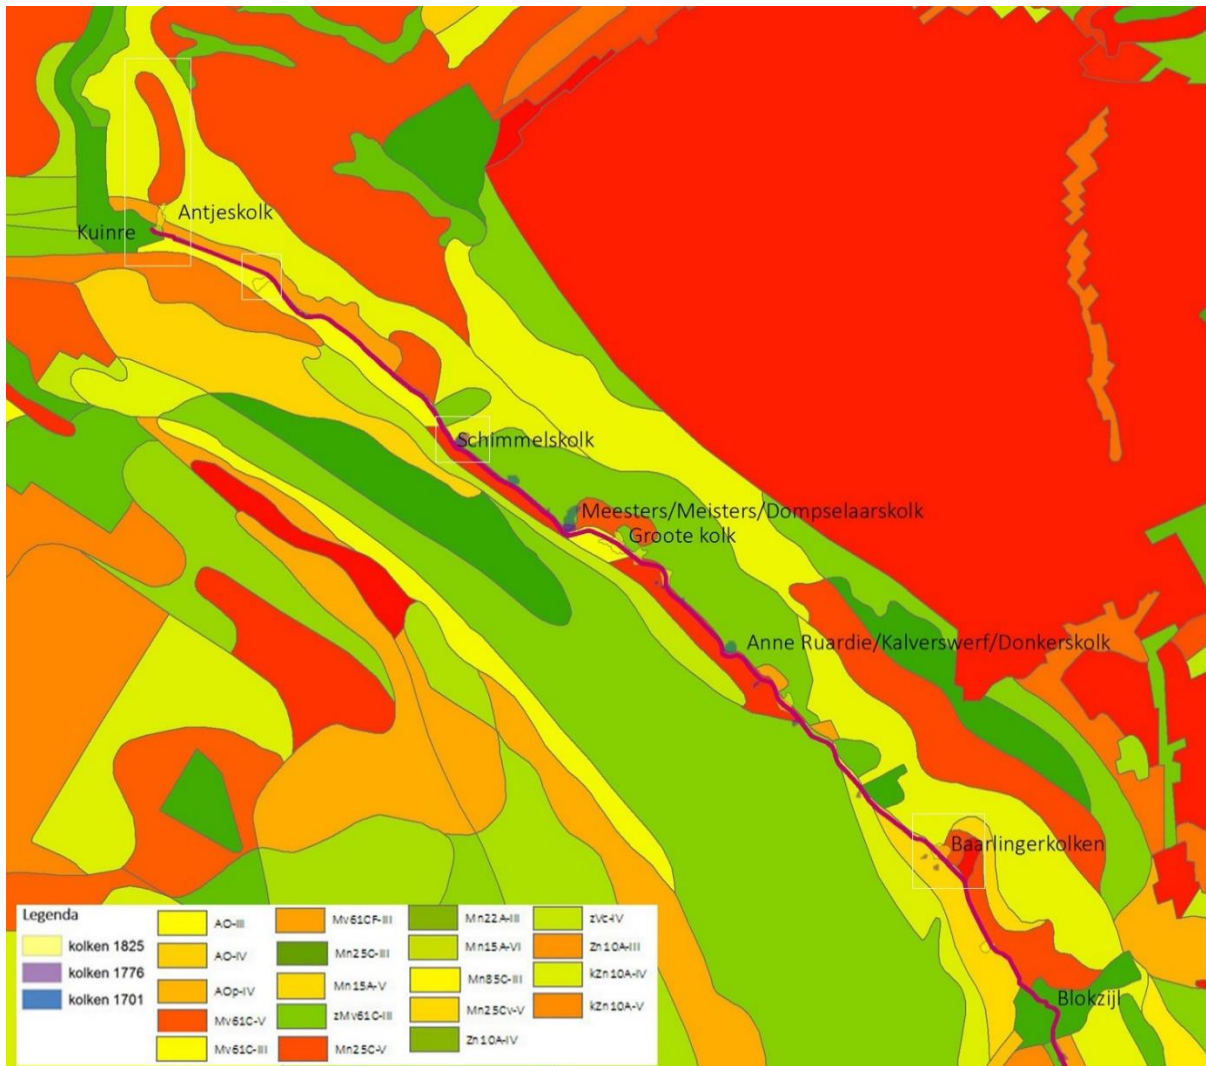 Antjeskolk
Kuinre
Schimmelskolk
Meesters/Meisters/Dompselaarskolk
Groote kolk
Anne Ruardie/Kalverswerf/Donkerskolk
Baarlingerkolken
Blokzijl
Legenda
kolken 1825
kolken 1776
kolken 1701
AO-III
AO-IV
AOp-IV
Mv61C-V
Mv61C-III
Mv61CF-III
Mn25C-III
Mn15A-V
zMv61C-III
Mn25C-V
Mn22A-III
Mn15A-VI
Mn85C-III
Mn25Cv-V
Zn10A-IV
zVc-IV
Zn10A-III
kZn10A-IV
kZn10A-V